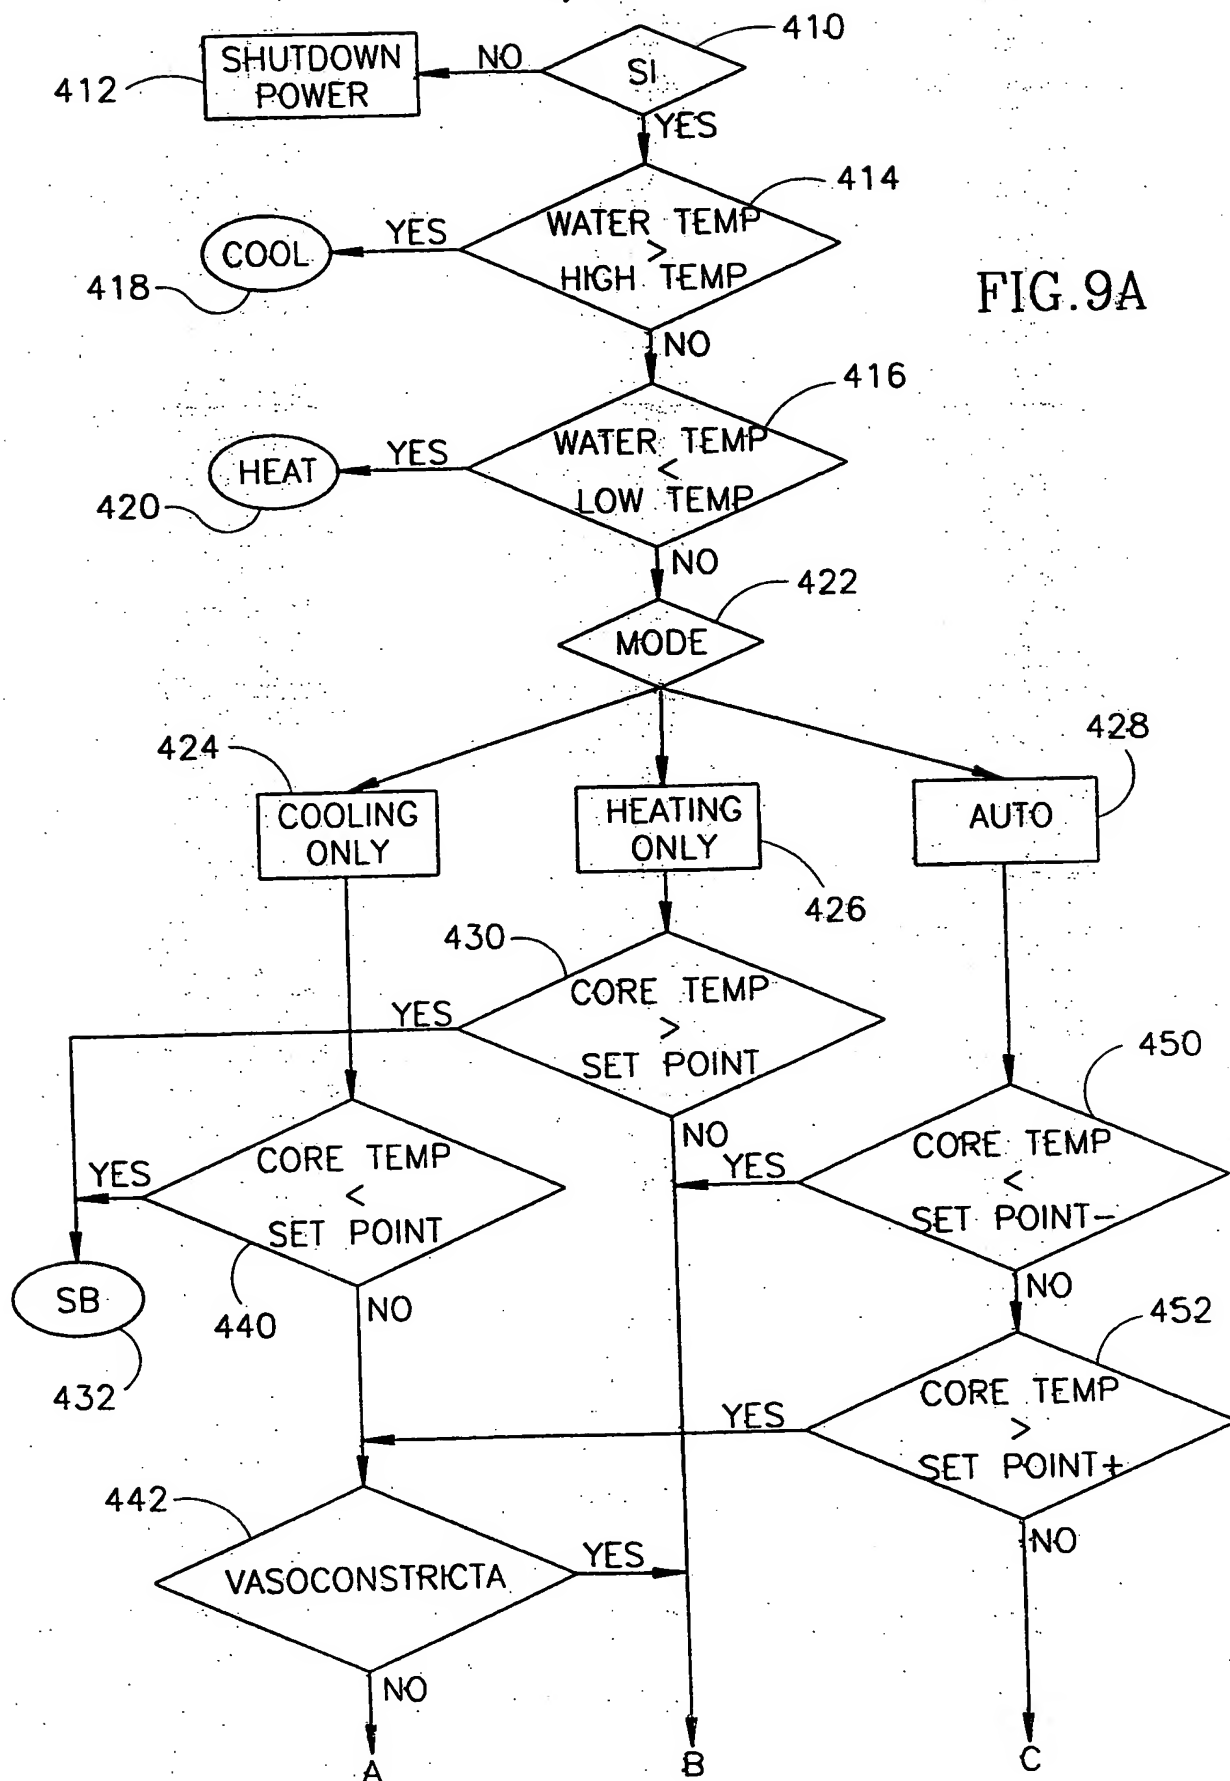 410
SHUTDOWN
POWER
NO
SI
412
YES
414
WATER TEMP
>
HIGH TEMP
YES
COOL
418
FIG.9A
NO
416
WATER TEMP
<
LOW TEMP
YES
HEAT
420
NO
422
MODE
424
428
COOLING
ONLY
HEATING
ONLY
AUTO
426
430
CORE TEMP
>
SET POINT
YES
450
NO
CORE TEMP
<
SET POINT
YES
CORE TEMP
<
SET POINT-
YES
SB
440
NO
NO
452
432
CORE TEMP
>
SET POINT+
YES
442
VASOCONSTRICTA
YES
NO
NO
A
B
C